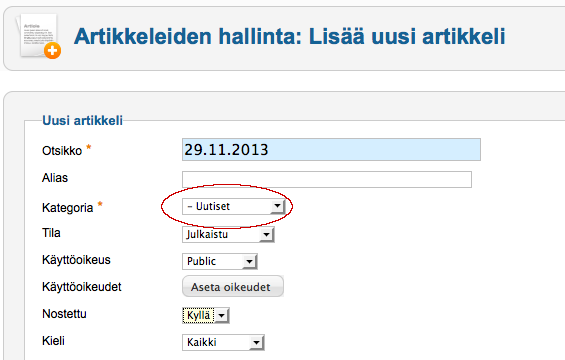 Artikkeleiden hallinta: Lisää uusi artikkeli
Uusi artikkeli
Otsikko *
29.11.2013
Alias
Kategoria *
- Uutiset
Tila
Julkaistu
Käyttöoikeus
Public
Käyttöoikeudet
Aseta oikeudet
Nostettu
Kyllä
Kieli
Kaikki